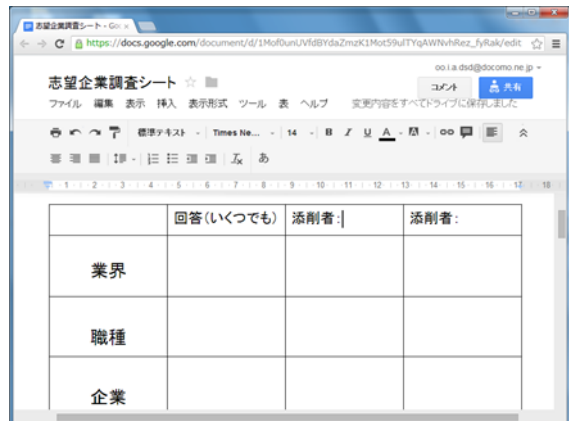 志望企業調査シート - Goo
https://docs.google.com/document/d/1Mof0unUVfdBYdaZmzK1Mot59ulTYqAWNvhRez_fyRak/edit
oo.i.a.dsd@docomo.ne.jp
志望企業調査シート
コメント
共有
ファイル 編集 表示 挿入 表示形式 ツール 表 ヘルプ 変更内容をすべてドライブに保存しました
標準テキスト Times Ne... 14 B I U A
あ
1 2 3 4 5 6 7 8 9 10 11 12 13 14 15 16 17 18
回答(いくつでも) 添削者: 添削者:
業界
職種
企業